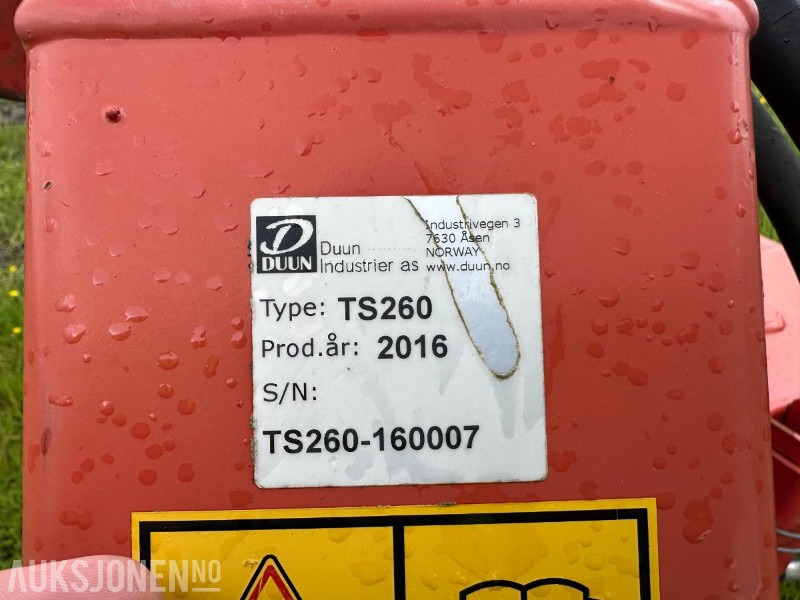 DUUN
Duun
Industrier as
Industrivegen 3
7630 Åsen
NORWAY
www.duun.no
Type: TS260
Prod.år: 2016
S/N:
TS260-160007
AUKSJONEN.NO